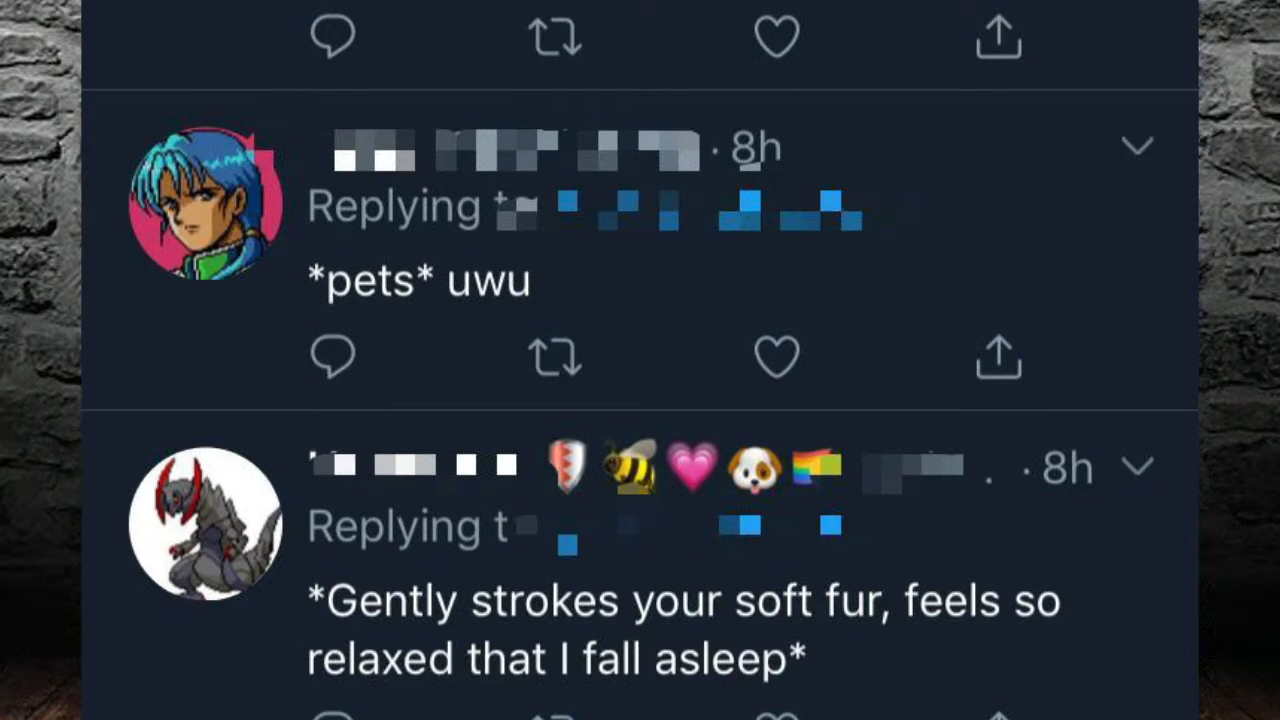 · 8h
Replying
*pets* uwu
· 8h
Replying
*Gently strokes your soft fur, feels so
relaxed that I fall asleep*